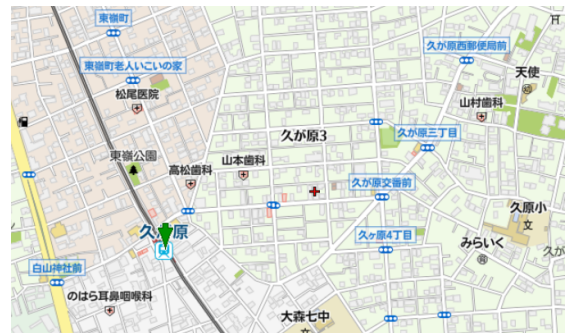 東嶺町
久が原西郵便局前
東嶺町老人いこいの家
天使
松尾医院
山村歯科
久が原3
久が原三丁目
東嶺公園
山本歯科
高松歯科
久が原交番前
久原小
久が原
久ヶ原4丁目
みらいく
白山神社前
のはら耳鼻咽喉科
大森七中